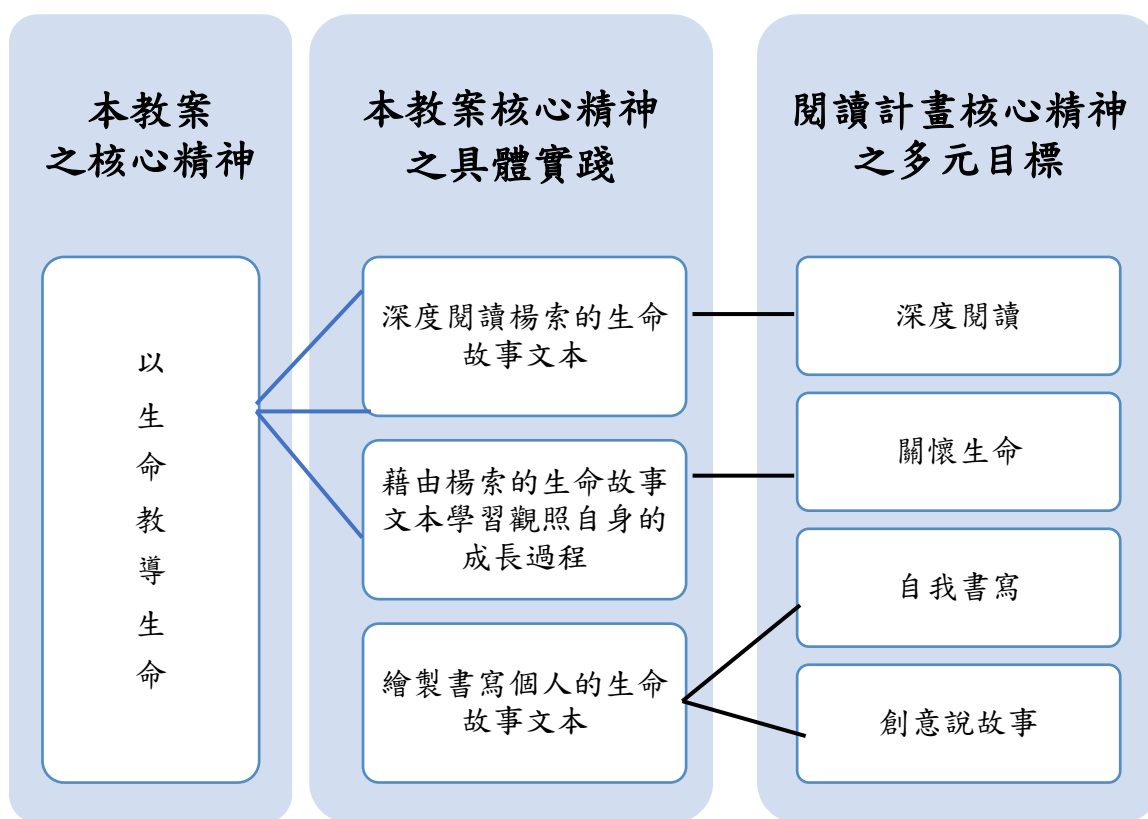 本教案
之核心精神
以
生
命
教
導
生
命
本教案核心精神
之具體實踐
深度閱讀楊索的生命
故事文本
藉由楊索的生命故事
文本學習觀照自身的
成長過程
繪製書寫個人的生命
故事文本
閱讀計畫核心精神
之多元目標
深度閱讀
關懷生命
自我書寫
創意說故事